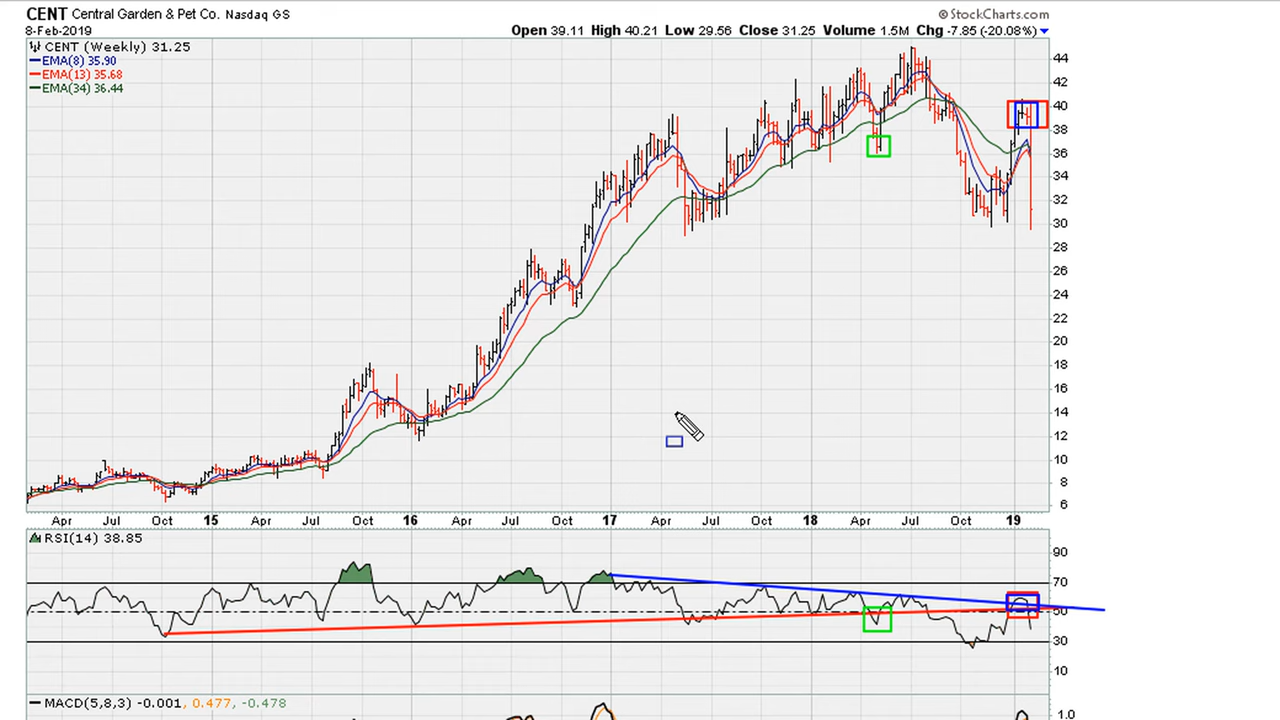 CENT Central Garden & Pet Co. Nasdaq GS
© StockCharts.com
8-Feb-2019
Open 39.11 High 40.21 Low 29.56 Close 31.25 Volume 1.5M Chg -7.85 (-20.08%)
CENT (Weekly) 31.25
EMA(8) 35.90
EMA(13) 35.68
EMA(34) 36.44
44
42
40
38
36
34
32
30
28
26
24
22
20
18
16
14
12
10
8
6
Apr Jul Oct 15 Apr Jul Oct 16 Apr Jul Oct 17 Apr Jul Oct 18 Apr Jul Oct 19
RSI(14) 38.85
90
70
50
30
10
MACD(5,8,3) -0.001, 0.477, -0.478
1.0